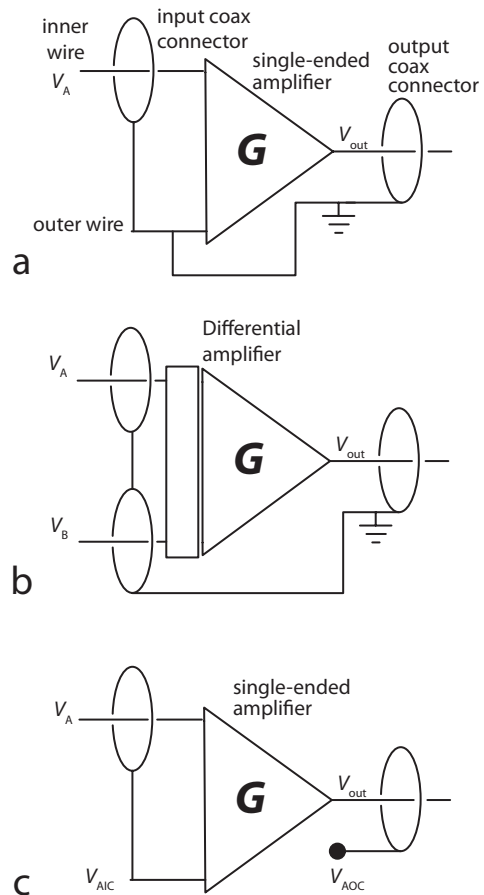 inner
wire
V_A
input coax
connector
single-ended
amplifier
output
coax
connector
G
V_out
outer wire
a
Differential
amplifier
V_A
G
V_out
V_B
b
single-ended
amplifier
V_A
G
V_out
V_AIC
V_AOC
c